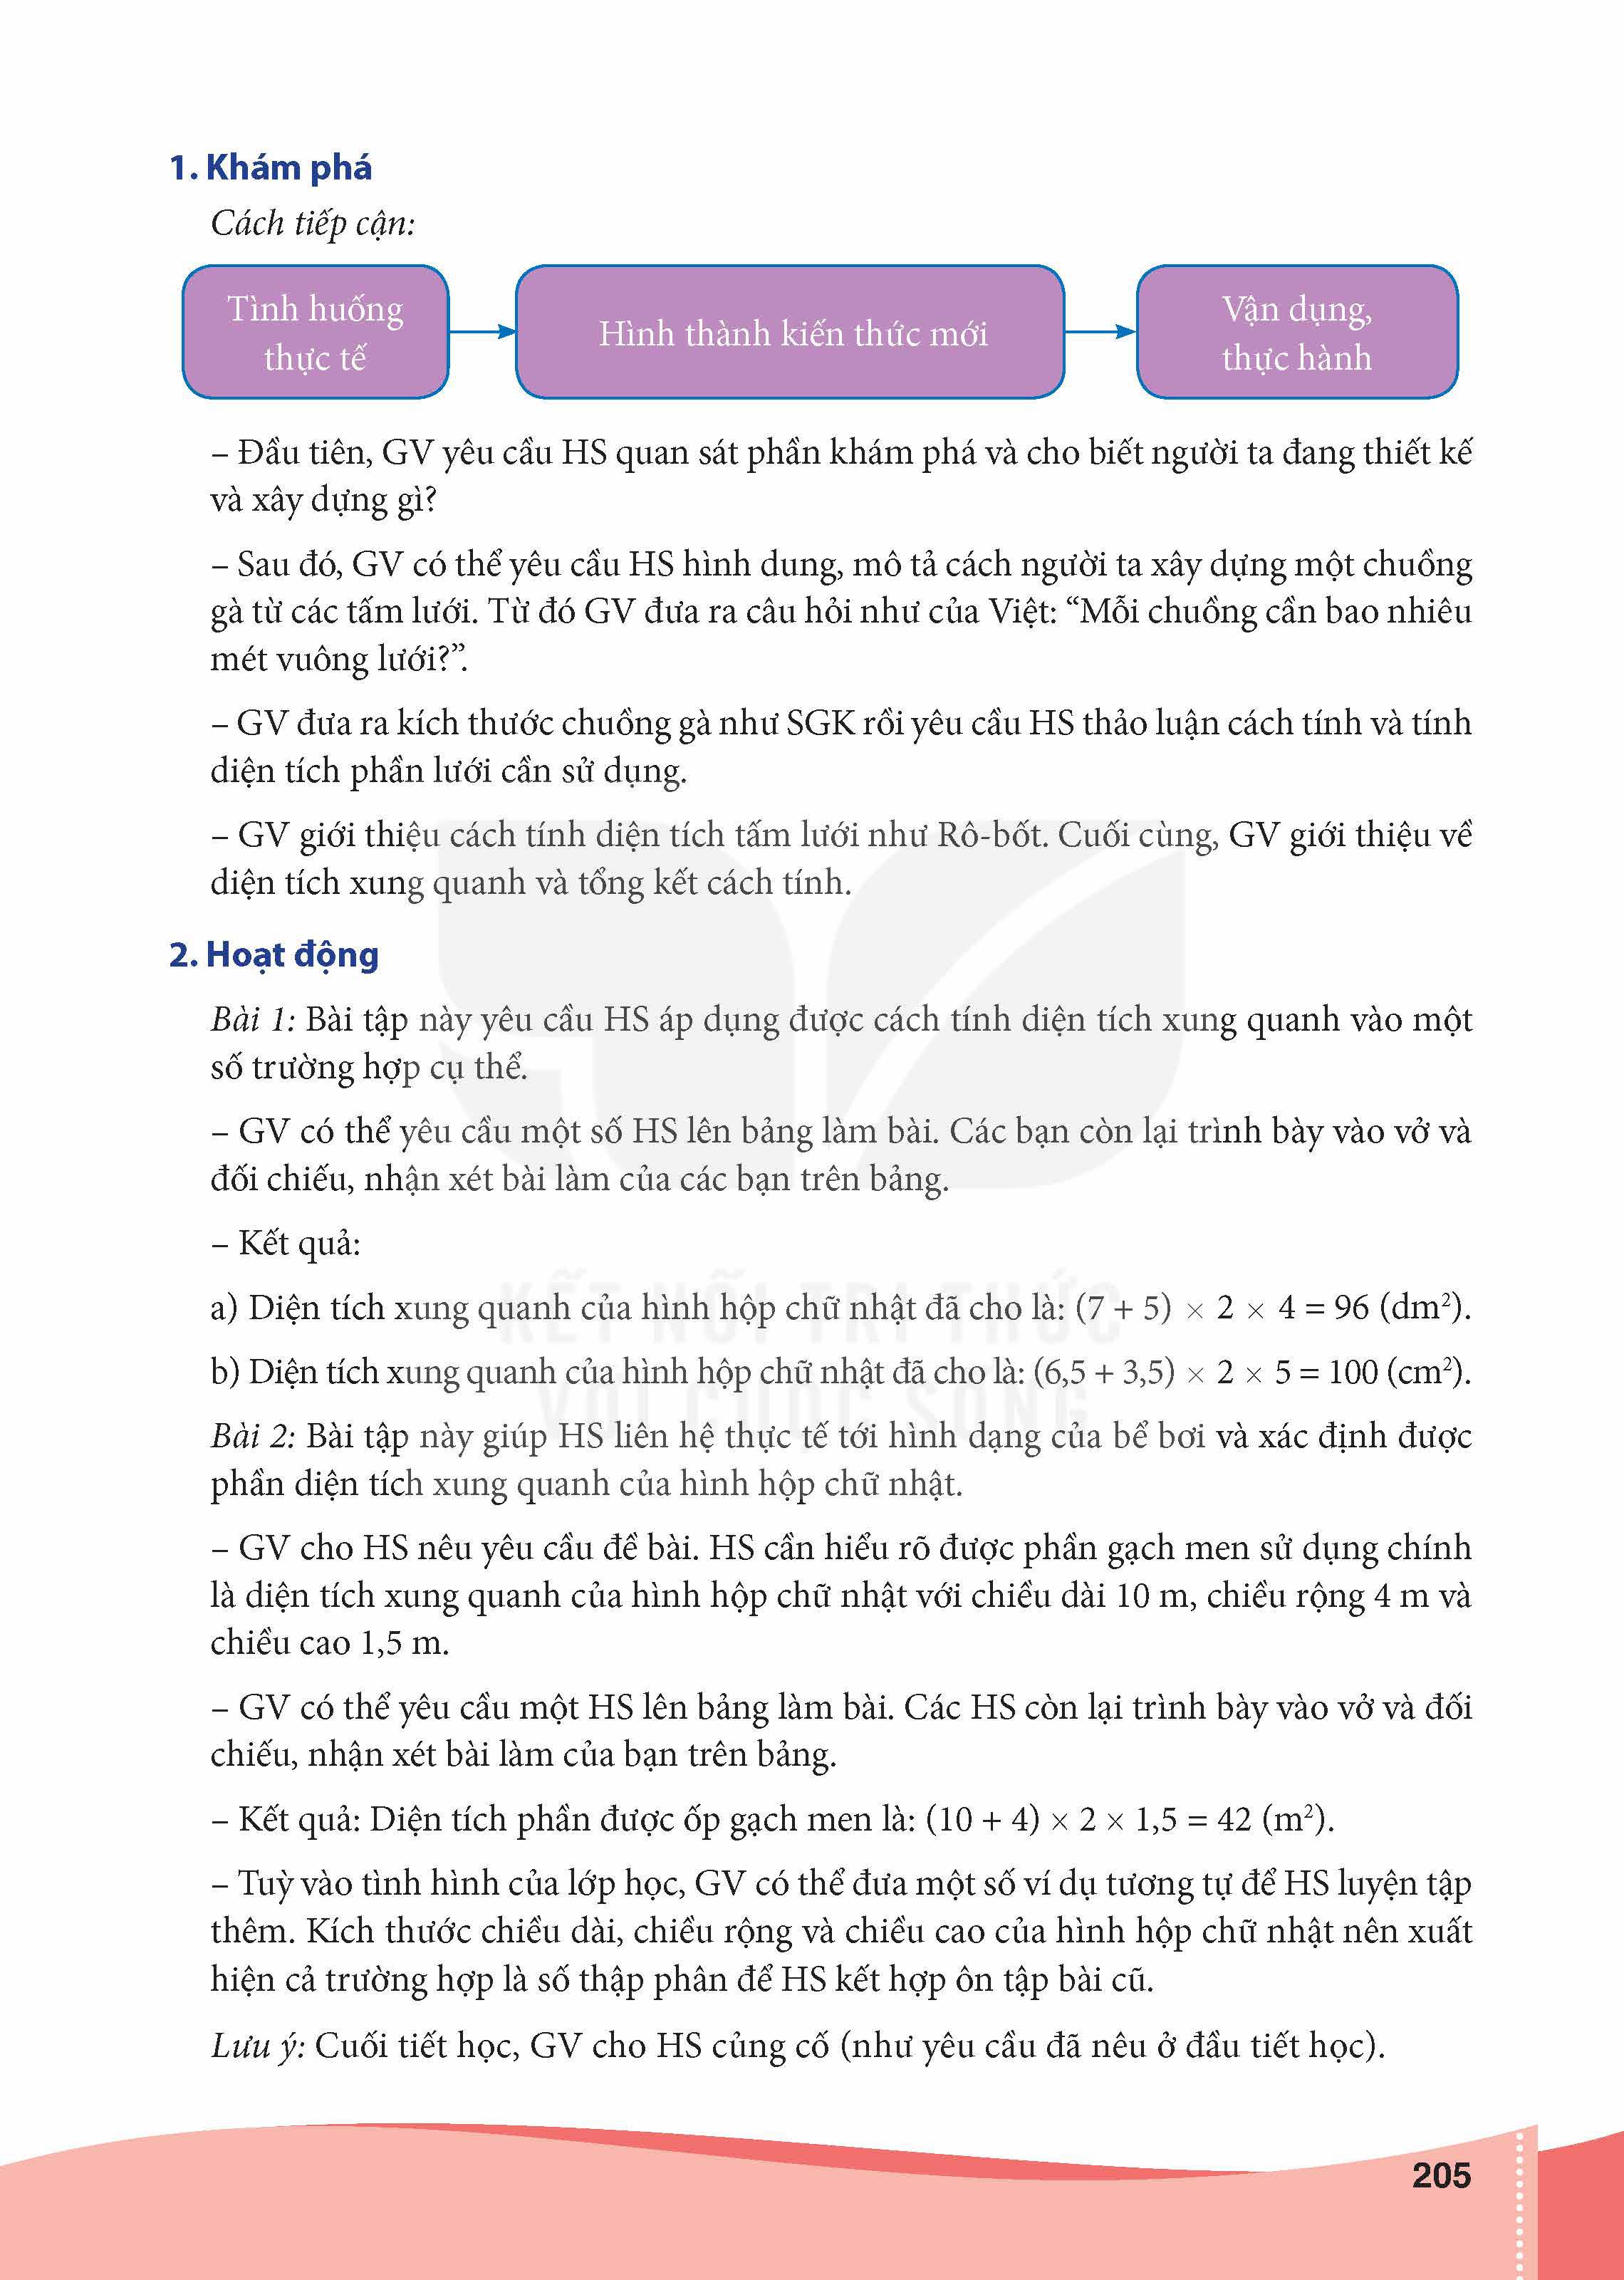 1. Khám phá
Cách tiếp cận:
Tình huống
thực tế
Hình thành kiến thức mới
Vận dụng,
thực hành
– Đầu tiên, GV yêu cầu HS quan sát phần khám phá và cho biết người ta đang thiết kế
và xây dựng gì?
– Sau đó, GV có thể yêu cầu HS hình dung, mô tả cách người ta xây dựng một chuồng
gà từ các tấm lưới. Từ đó GV đưa ra câu hỏi như của Việt: “Mỗi chuồng cần bao nhiêu
mét vuông lưới?”.
– GV đưa ra kích thước chuồng gà như SGK rồi yêu cầu HS thảo luận cách tính và tính
diện tích phần lưới cần sử dụng.
– GV giới thiệu cách tính diện tích tấm lưới như Rô-bốt. Cuối cùng, GV giới thiệu về
diện tích xung quanh và tổng kết cách tính.
2. Hoạt động
Bài 1: Bài tập này yêu cầu HS áp dụng được cách tính diện tích xung quanh vào một
số trường hợp cụ thể.
– GV có thể yêu cầu một số HS lên bảng làm bài. Các bạn còn lại trình bày vào vở và
đối chiếu, nhận xét bài làm của các bạn trên bảng.
– Kết quả:
a) Diện tích xung quanh của hình hộp chữ nhật đã cho là: (7 + 5) × 2 × 4 = 96 (dm²).
b) Diện tích xung quanh của hình hộp chữ nhật đã cho là: (6,5 + 3,5) × 2 × 5 = 100 (cm²).
KẾT NỐI TRI THỨC
VỚI CUỘC SỐNG
Bài 2: Bài tập này giúp HS liên hệ thực tế tới hình dạng của bể bơi và xác định được
phần diện tích xung quanh của hình hộp chữ nhật.
– GV cho HS nêu yêu cầu đề bài. HS cần hiểu rõ được phần gạch men sử dụng chính
là diện tích xung quanh của hình hộp chữ nhật với chiều dài 10 m, chiều rộng 4 m và
chiều cao 1,5 m.
– GV có thể yêu cầu một HS lên bảng làm bài. Các HS còn lại trình bày vào vở và đối
chiếu, nhận xét bài làm của bạn trên bảng.
– Kết quả: Diện tích phần được ốp gạch men là: (10 + 4) × 2 × 1,5 = 42 (m²).
– Tuỳ vào tình hình của lớp học, GV có thể đưa một số ví dụ tương tự để HS luyện tập
thêm. Kích thước chiều dài, chiều rộng và chiều cao của hình hộp chữ nhật nên xuất
hiện cả trường hợp là số thập phân để HS kết hợp ôn tập bài cũ.
Lưu ý: Cuối tiết học, GV cho HS củng cố (như yêu cầu đã nêu ở đầu tiết học).
205